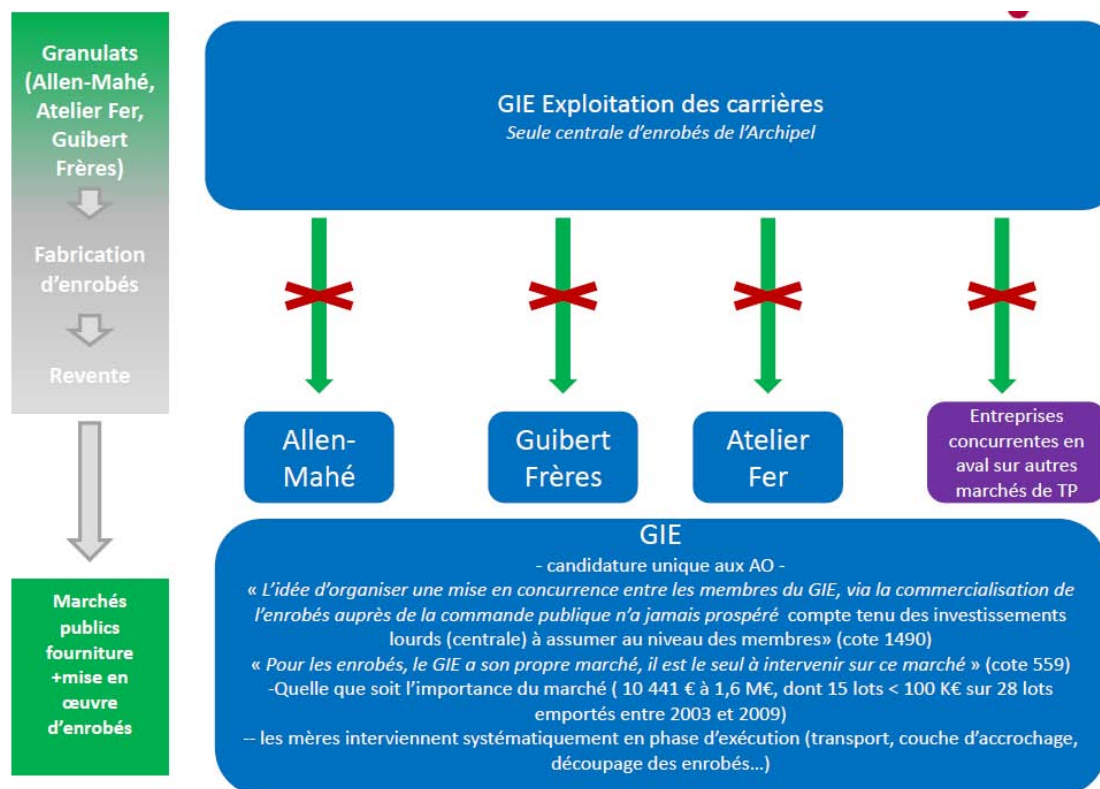 Granulats
(Allen-Mahé,
Atelier Fer,
Guibert
Frères)
Fabrication
d'enrobés
Revente
Marchés
publics
fourniture
+mise en
œuvre
d'enrobés
GIE Exploitation des carrières
Seule centrale d'enrobés de l'Archipel
Allen-
Mahé
Guibert
Frères
Atelier
Fer
Entreprises
concurrentes en
aval sur autres
marchés de TP
GIE
- candidature unique aux AO -
« L'idée d'organiser une mise en concurrence entre les membres du GIE, via la commercialisation de
l'enrobés auprès de la commande publique n'a jamais prospéré compte tenu des investissements
lourds (centrale) à assumer au niveau des membres» (cote 1490)
« Pour les enrobés, le GIE a son propre marché, il est le seul à intervenir sur ce marché » (cote 559)
-Quelle que soit l'importance du marché ( 10 441 € à 1,6 M€, dont 15 lots < 100 K€ sur 28 lots
emportés entre 2003 et 2009)
-- les mères interviennent systématiquement en phase d'exécution (transport, couche d'accrochage,
découpage des enrobés...)